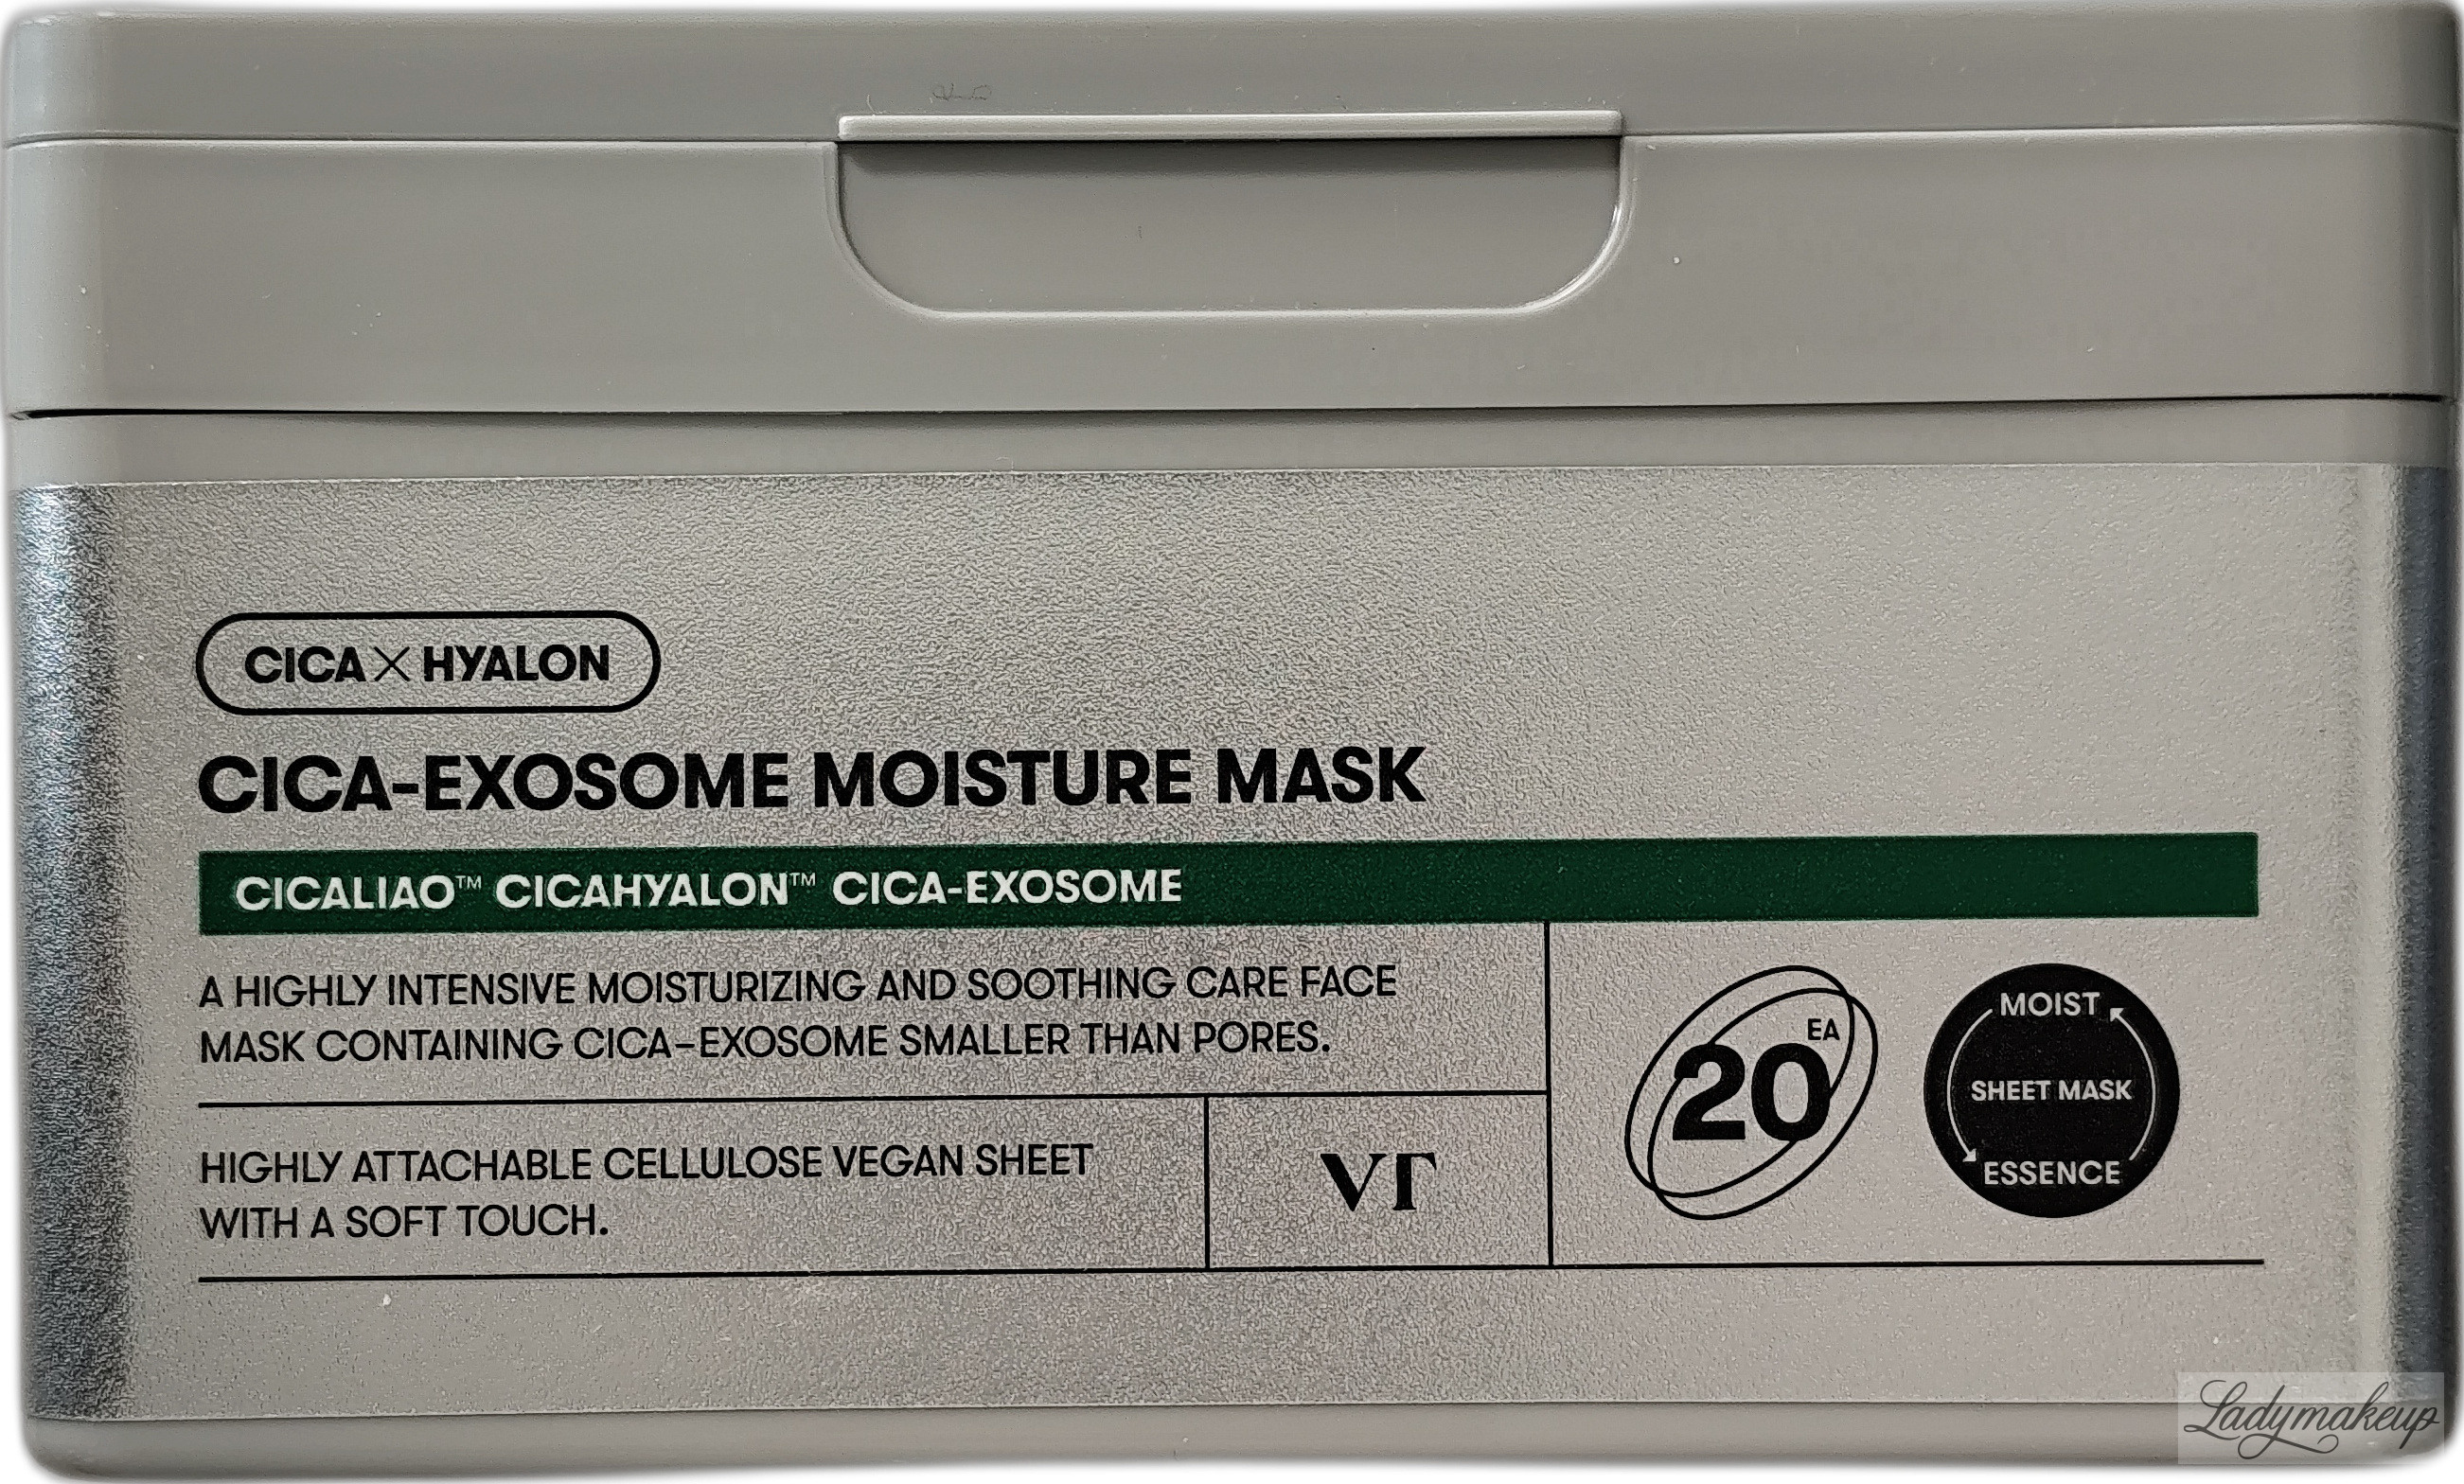 CICA×HYALON
CICA-EXOSOME MOISTURE MASK
CICALIAO™ CICAHYALON™ CICA-EXOSOME
A HIGHLY INTENSIVE MOISTURIZING AND SOOTHING CARE FACE
MASK CONTAINING CICA-EXOSOME SMALLER THAN PORES.
HIGHLY ATTACHABLE CELLULOSE VEGAN SHEET
WITH A SOFT TOUCH.
VT
20 EA
MOIST
SHEET MASK
ESSENCE
Ladymakeup